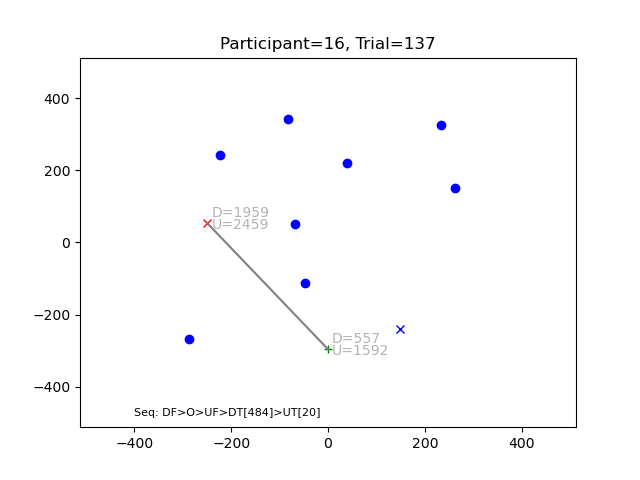 Participant=16, Trial=137
400
200
0
−200
−400
D=1959
U=2459
D=557
U=1592
Seq: DF>O>UF>DT[484]>UT[20]
−400
−200
0
200
400